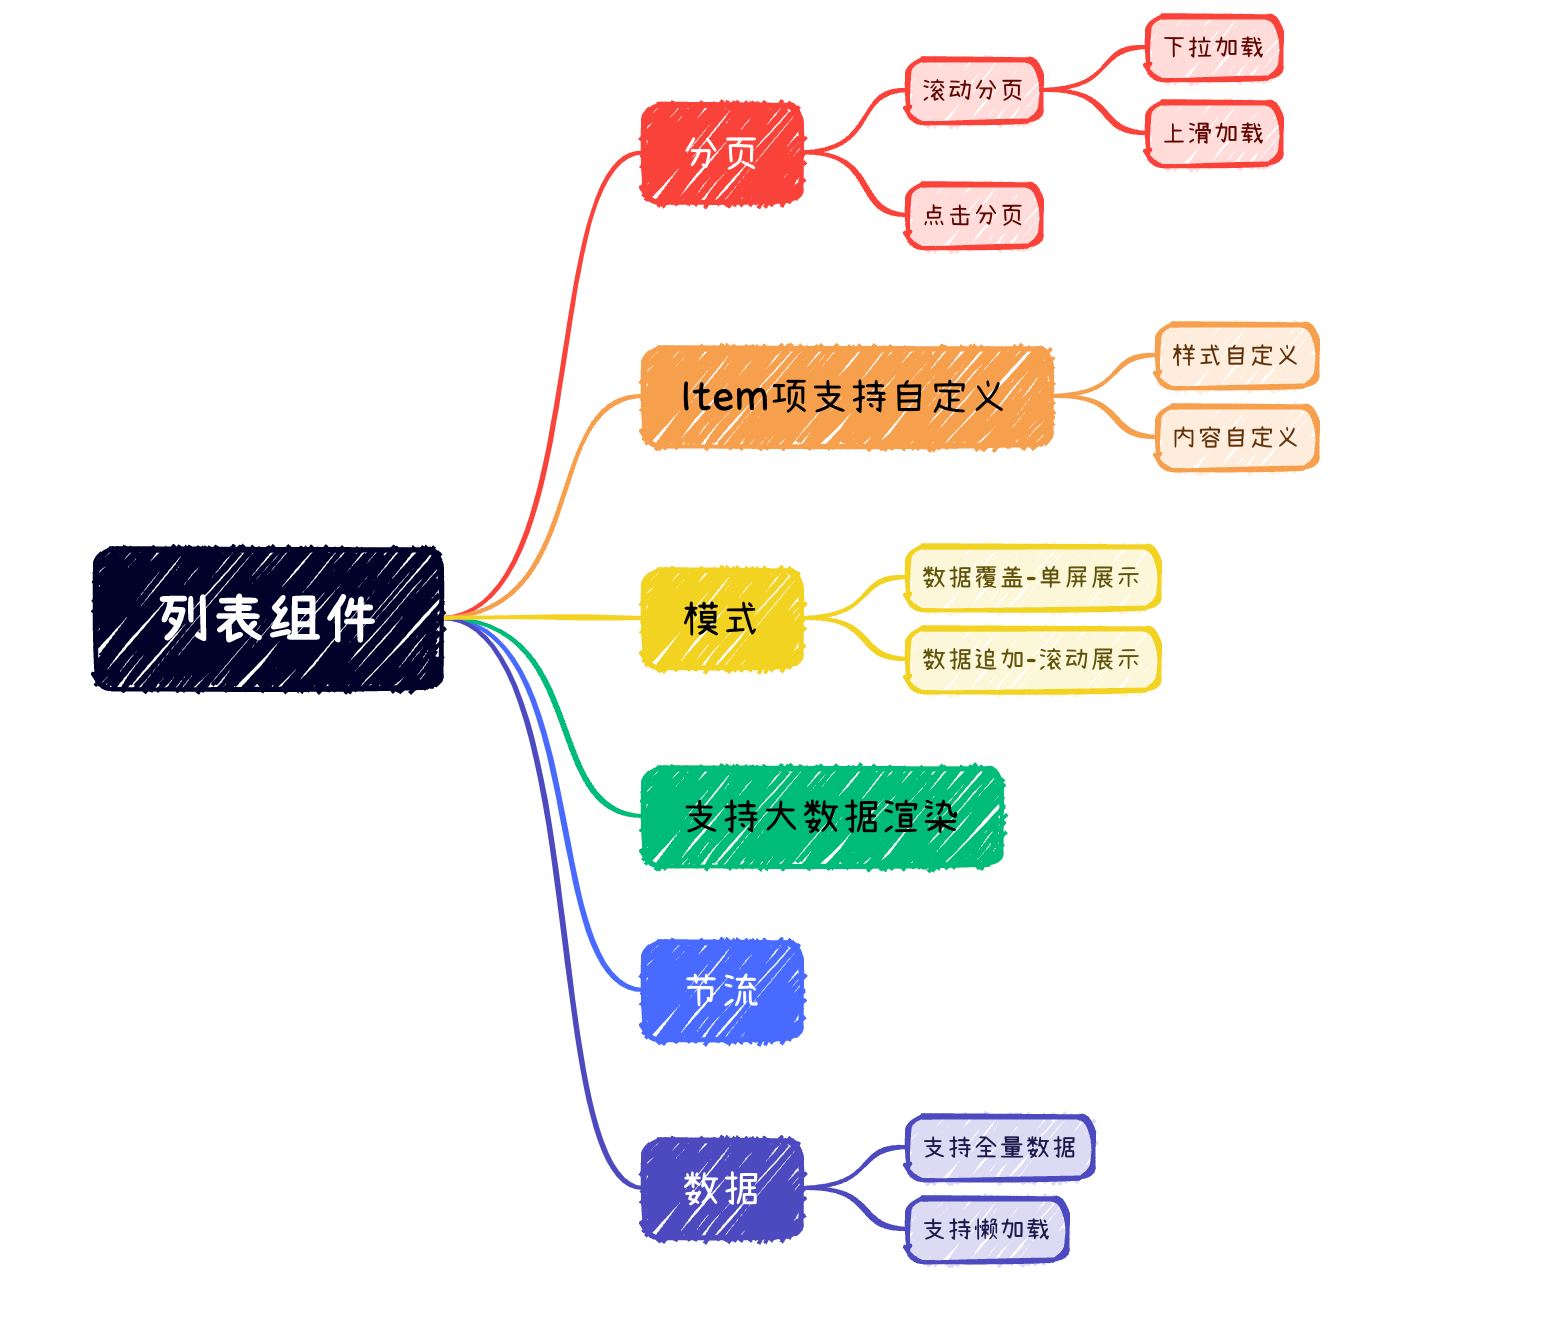 列表组件
分页
滚动分页
下拉加载
上滑加载
点击分页
Item项支持自定义
样式自定义
内容自定义
模式
数据覆盖-单屏展示
数据追加-滚动展示
支持大数据渲染
节流
数据
支持全量数据
支持懒加载